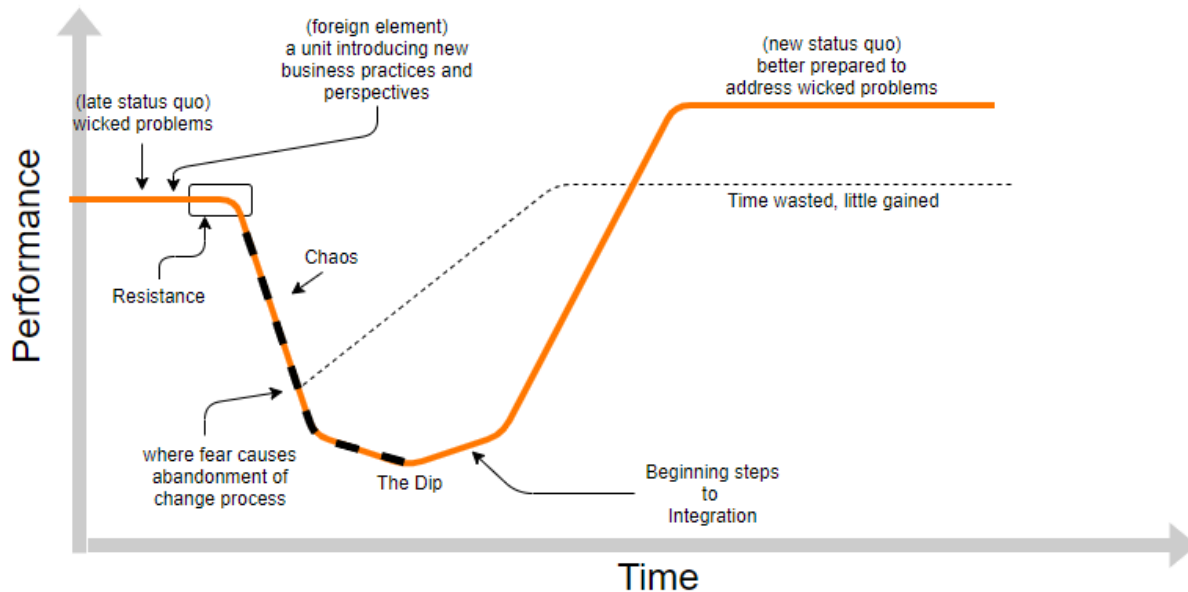 (foreign element)
a unit introducing new
business practices and
perspectives
(late status quo)
wicked problems
(new status quo)
better prepared to
address wicked problems
Performance
Time wasted, little gained
Chaos
Resistance
where fear causes
abandonment of
change process
The Dip
Beginning steps
to
Integration
Time